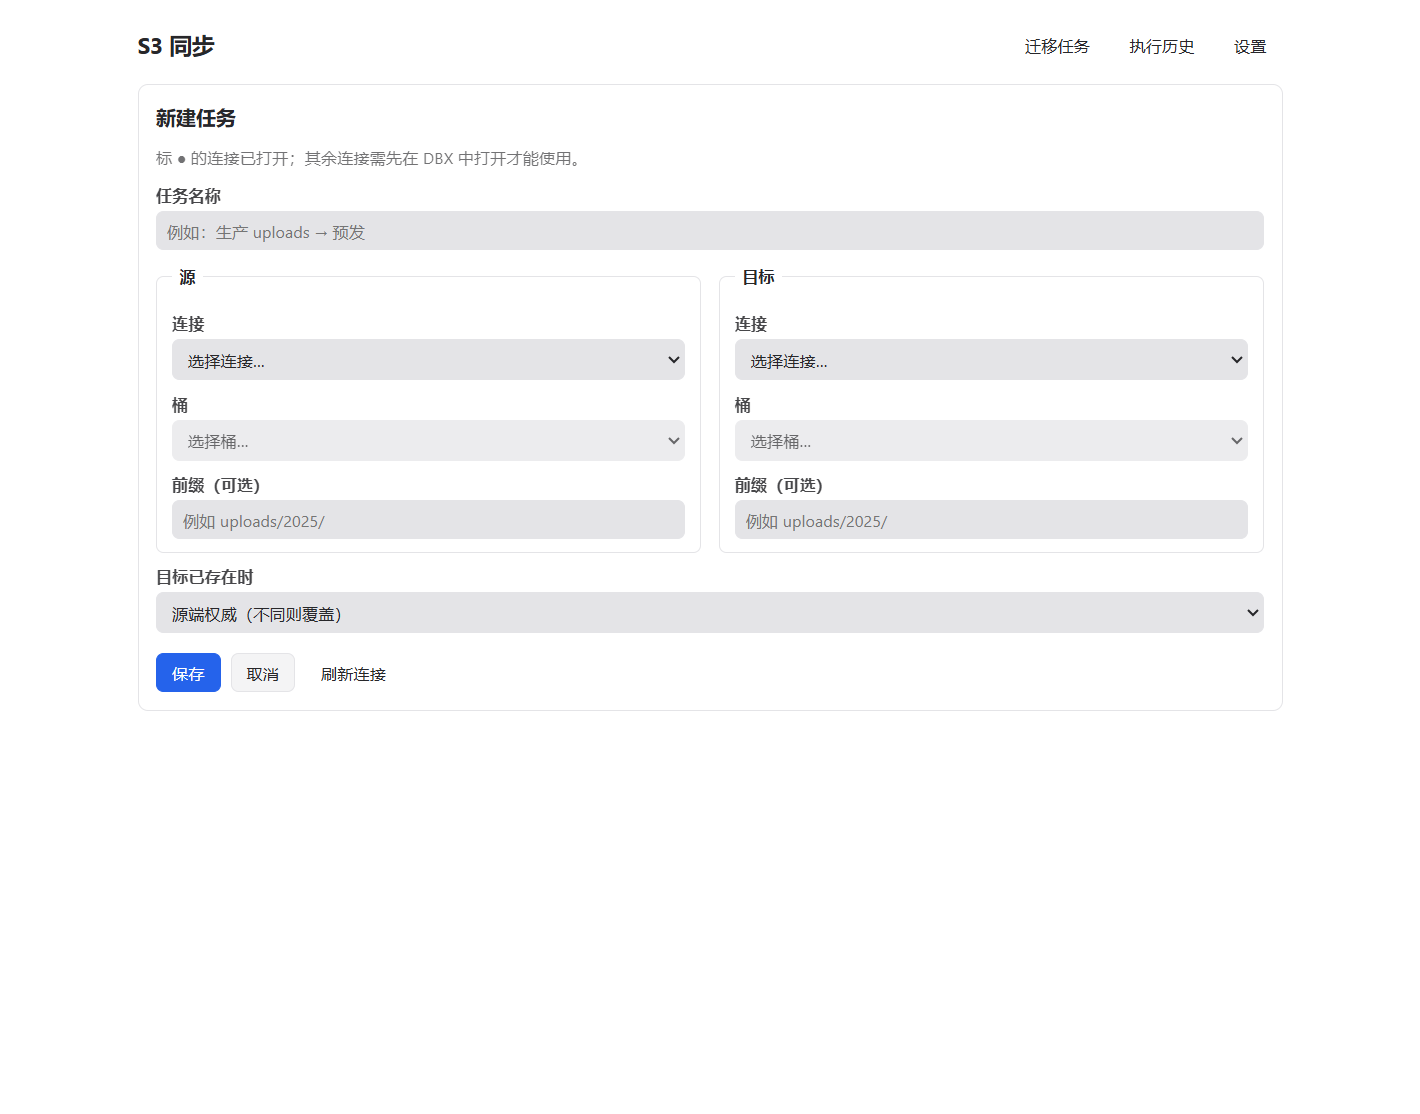 S3 同步
迁移任务 执行历史 设置
新建任务
标 ● 的连接已打开；其余连接需先在 DBX 中打开才能使用。
任务名称
例如：生产 uploads → 预发
源
连接
选择连接...
桶
选择桶...
前缀（可选）
例如 uploads/2025/
目标
连接
选择连接...
桶
选择桶...
前缀（可选）
例如 uploads/2025/
目标已存在时
源端权威（不同则覆盖）
保存 取消 刷新连接